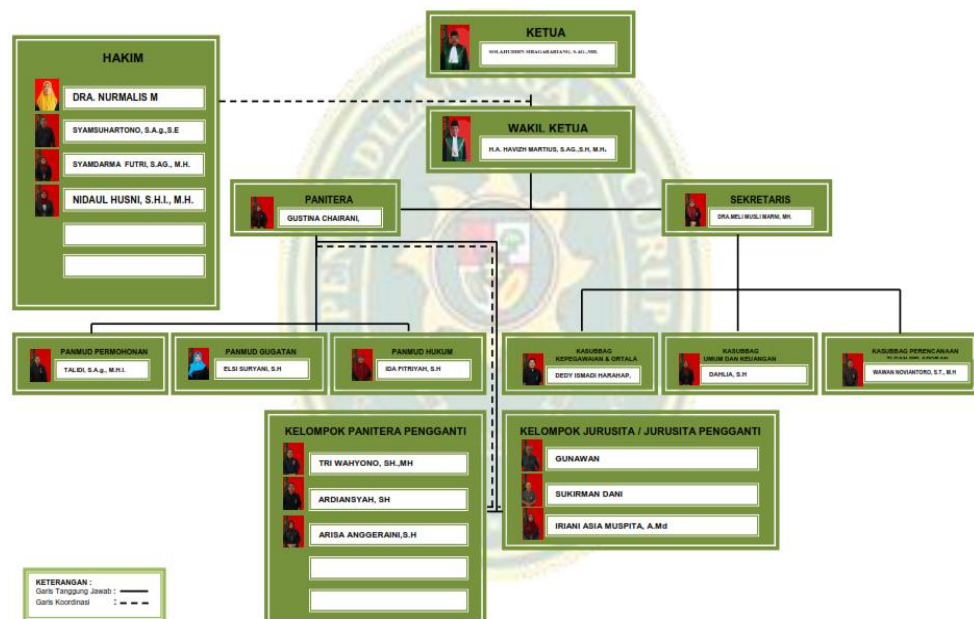 KETUA
HAKIM
DRA. NURMALIS M
SYAMSUHARTONO, S.A.g.,S.E
SYAMDARMA FUTRI, S.AG., M.H.
NIDAUL HUSNI, S.H.I., M.H.
WAKIL KETUA
H.A. HAVIZH MARTIUS, S.AG.,S.H, M.H.
PANITERA
GUSTINA CHAIRANI,
SEKRETARIS
DRA.MELI MUSLI MARNI, MH.
PANMUD PERMOHONAN
TALIDI, S.A.g., M.H.I.
PANMUD GUGATAN
ELSI SURYANI, S.H
PANMUD HUKUM
IDA FITRIYAH, S.H
KASUBBAG
KEPEGAWAIAN & ORTALA
DEDY ISMADI HARAHAP,
KASUBBAG
UMUM DAN KEUANGAN
DAHLIA, S.H
KASUBBAG PERENCANAAN
WAWAN NOVIANTORO, S.T., M.H
KELOMPOK PANITERA PENGGANTI
TRI WAHYONO, SH.,MH
ARDIANSYAH, SH
ARISA ANGGERAINI,S.H
KELOMPOK JURUSITA / JURUSITA PENGGANTI
GUNAWAN
SUKIRMAN DANI
IRIANI ASIA MUSPITA, A.Md
KETERANGAN :
Garis Tanggung Jawab :
Garis Koordinasi :